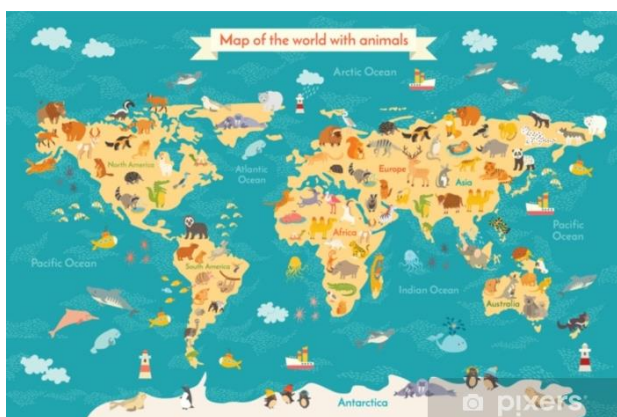 Map of the world with animals
Arctic Ocean
North America
Atlantic
Ocean
Europe
Asia
Africa
Pacific
Ocean
Pacific Ocean
South America
Indian Ocean
Australia
Antarctica
pixers